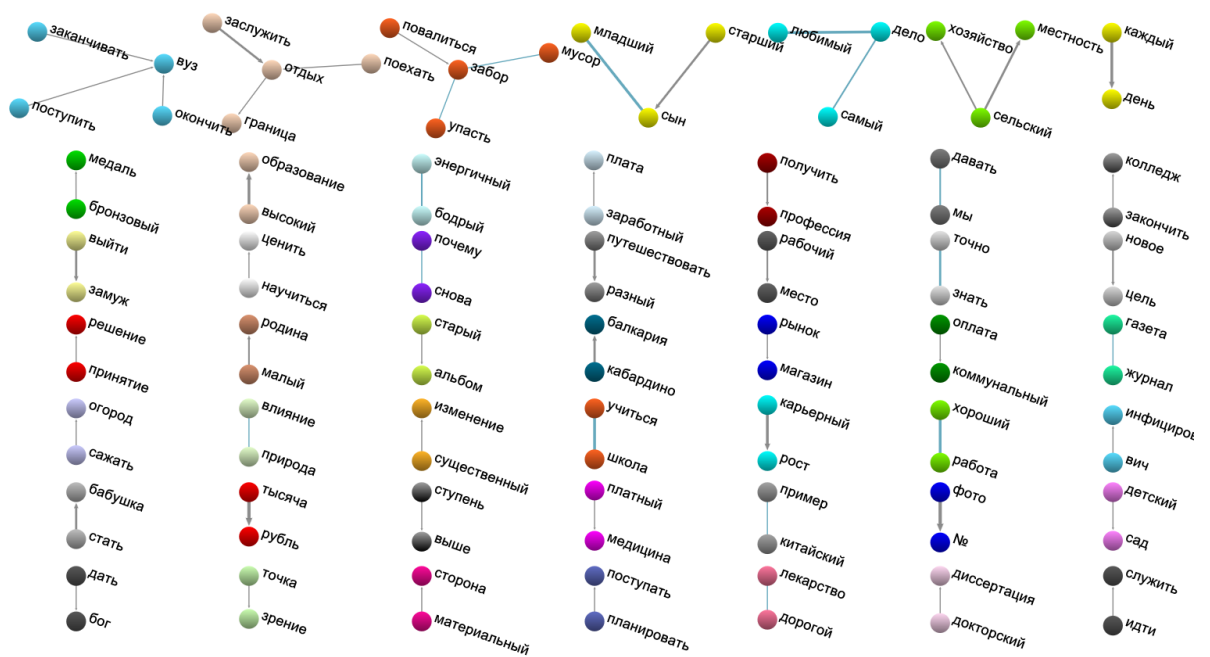 заканчивать
вуз
поступить
окончить
заслужить
отдых
поехать
граница
повалиться
забор
мусор
упасть
младший
старший
сын
любимый
дело
самый
хозяйство
местность
сельский
каждый
день
медаль
бронзовый
образование
высокий
энергичный
бодрый
плата
заработный
получить
профессия
давать
мы
колледж
закончить
выйти
замуж
ценить
научиться
почему
снова
путешествовать
разный
рабочий
место
точно
знать
новое
цель
решение
принятие
родина
малый
старый
альбом
балкария
кабардино
рынок
магазин
оплата
коммунальный
газета
журнал
огород
сажать
влияние
природа
изменение
существенный
учиться
школа
карьерный
рост
хороший
работа
инфициров
вич
бабушка
стать
тысяча
рубль
ступень
выше
платный
медицина
пример
китайский
фото
№
детский
сад
дать
бог
точка
зрение
сторона
материальный
поступать
планировать
лекарство
дорогой
диссертация
докторский
служить
идти